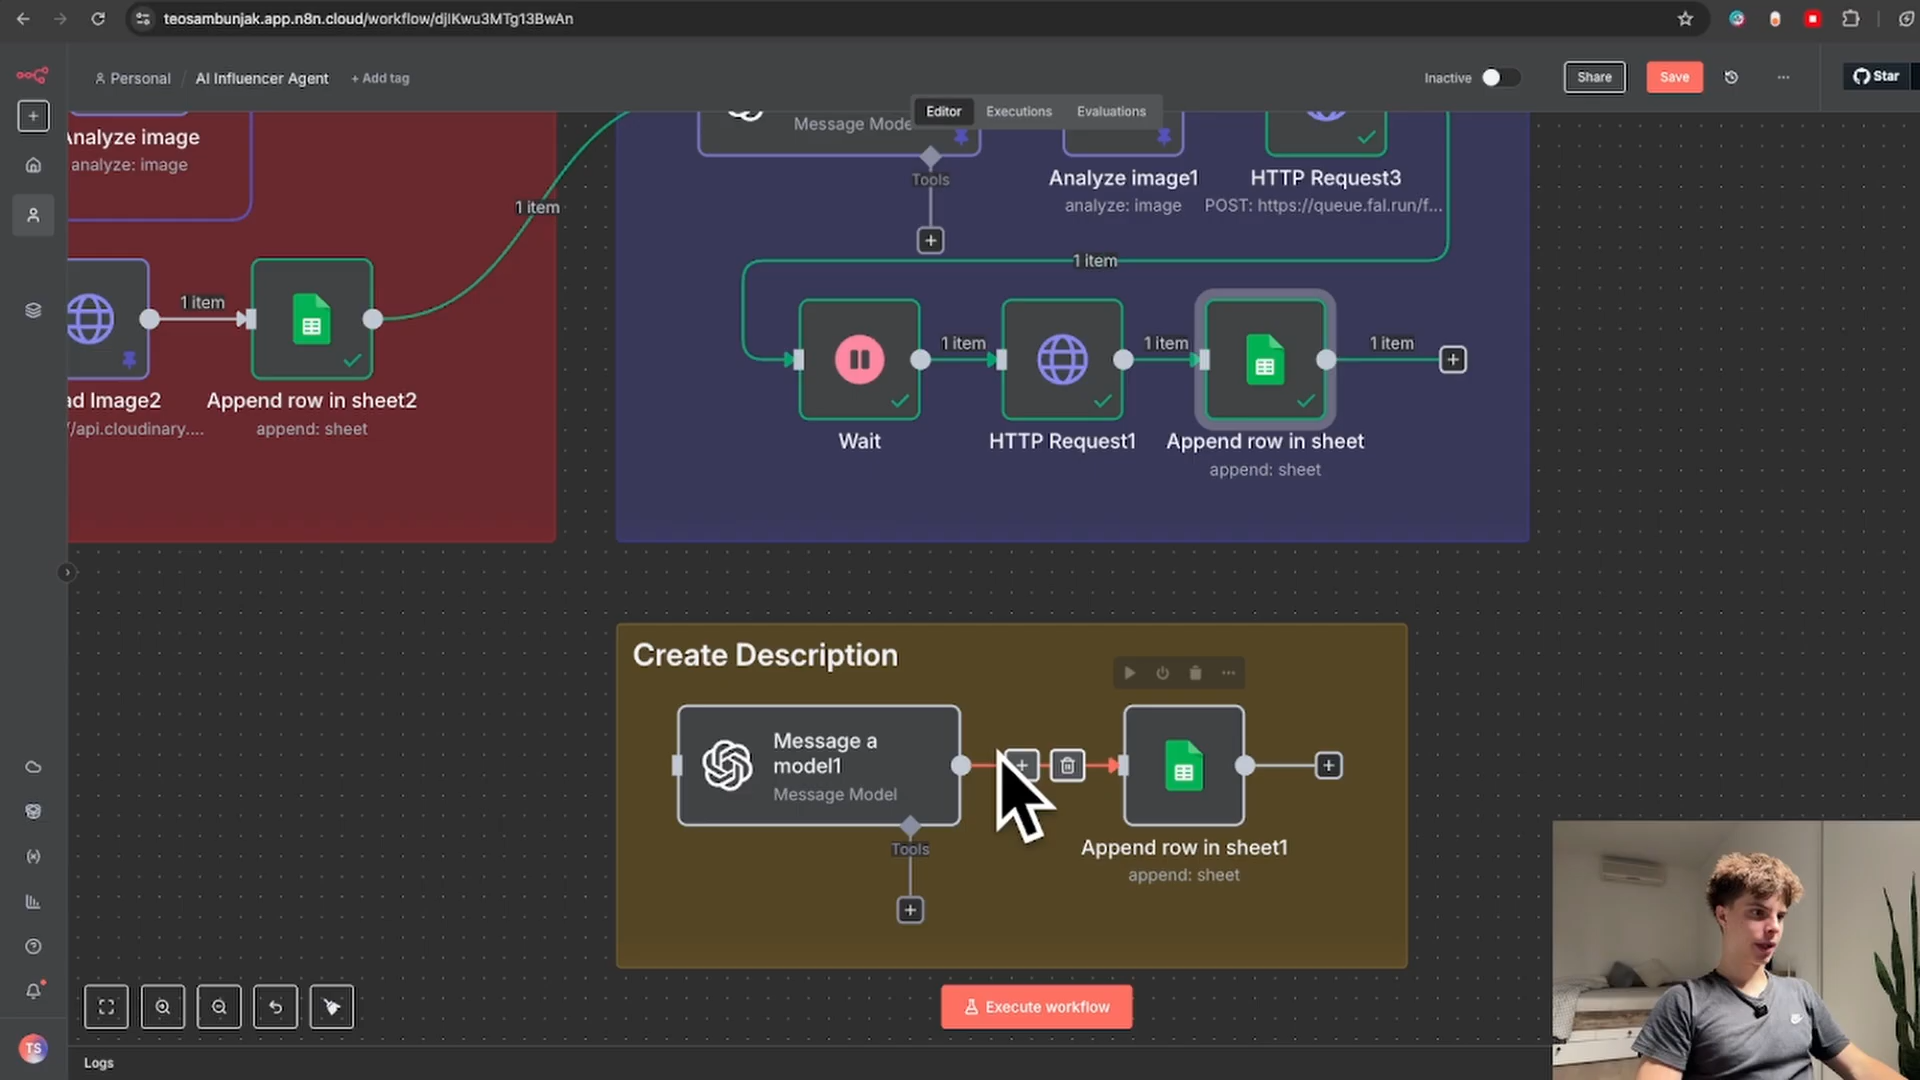 teosambunjak.app.n8n.cloud/workflow/djIKwu3MTg13BwAn
Personal / AI Influencer Agent + Add tag
Inactive
Share
Save
Star
Editor Executions Evaluations
Analyze image
analyze: image
1 item
Message Mode
Tools
Analyze image1
analyze: image
HTTP Request3
POST: https://queue.fal.run/f...
1 item
1 item
ad Image2
//api.cloudinary....
Append row in sheet2
append: sheet
1 item
1 item
1 item
Wait
HTTP Request1
Append row in sheet
append: sheet
Create Description
Message a
model1
Message Model
Tools
Append row in sheet1
append: sheet
Execute workflow
TS
Logs